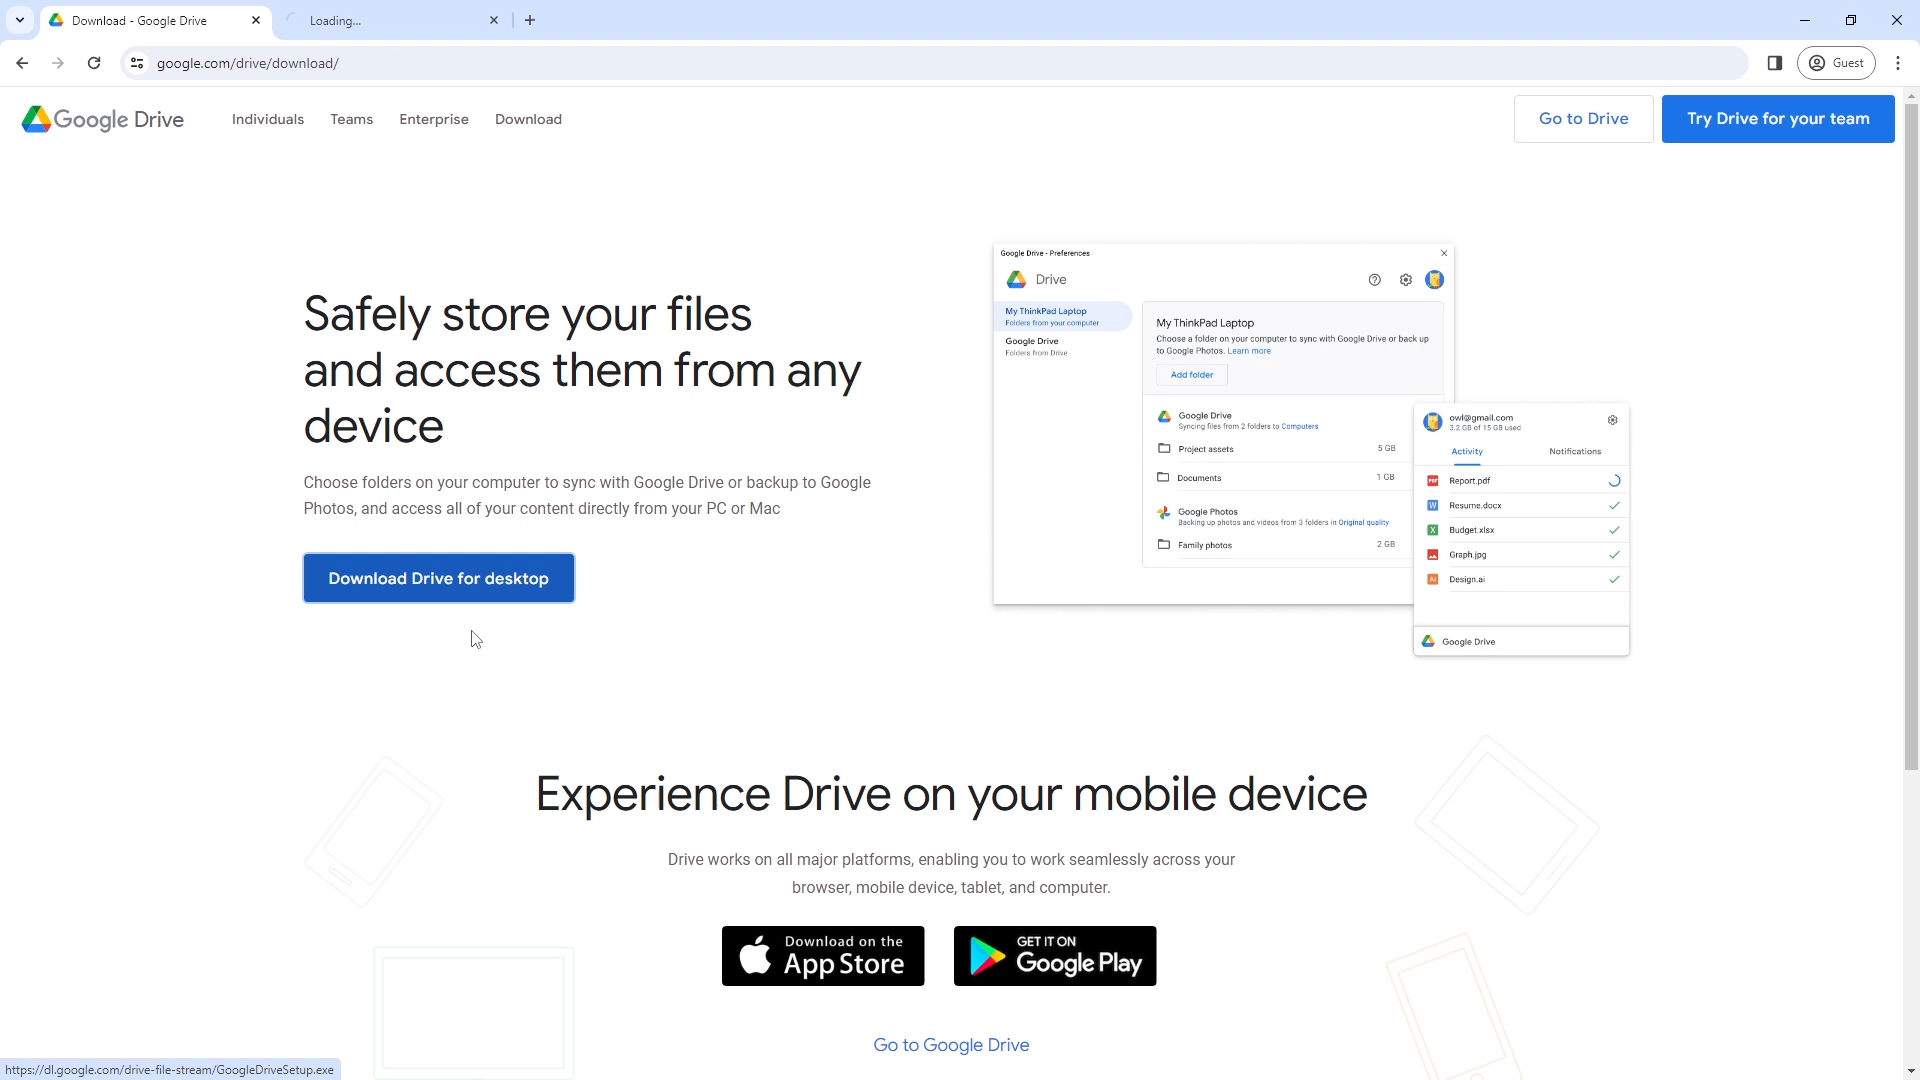 Download - Google Drive
Loading...
google.com/drive/download/
Guest
Google Drive
Individuals
Teams
Enterprise
Download
Go to Drive
Try Drive for your team
Safely store your files
and access them from any
device
Choose folders on your computer to sync with Google Drive or backup to Google
Photos, and access all of your content directly from your PC or Mac
Download Drive for desktop
Google Drive - Preferences
Drive
My ThinkPad Laptop
Folders from your computer
Google Drive
Folders from Drive
My ThinkPad Laptop
Choose a folder on your computer to sync with Google Drive or back up
to Google Photos. Learn more
Add folder
Google Drive
Syncing files from 2 folders to Computers
Project assets
5 GB
Documents
1 GB
Google Photos
Backing up photos and videos from 3 folders in Original quality
Family photos
2 GB
owl@gmail.com
3.2 GB of 15 GB used
Activity
Notifications
PDF
Report.pdf
W
Resume.docx
X
Budget.xlsx
Graph.jpg
Ai
Design.ai
Google Drive
Experience Drive on your mobile device
Drive works on all major platforms, enabling you to work seamlessly across your
browser, mobile device, tablet, and computer.
Download on the
App Store
GET IT ON
Google Play
Go to Google Drive
https://dl.google.com/drive-file-stream/GoogleDriveSetup.exe